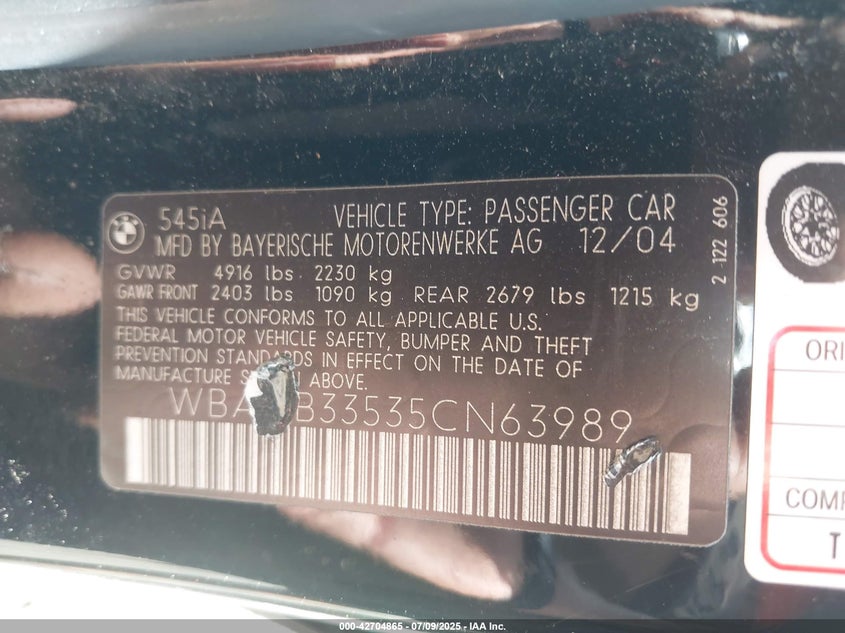 545iA VEHICLE TYPE: PASSENGER CAR
MFD BY BAYERISCHE MOTORENWERKE AG 12/04
GVWR 4916 lbs 2230 kg
GAWR FRONT 2403 lbs 1090 kg REAR 2679 lbs 1215 kg
THIS VEHICLE CONFORMS TO ALL APPLICABLE U.S.
FEDERAL MOTOR VEHICLE SAFETY, BUMPER AND THEFT
PREVENTION STANDARDS IN EFFECT ON THE DATE OF
MANUFACTURE ABOVE.
2 122 606
ORI
COMP
T
000-42704865 - 07/09/2025 - IAA Inc.